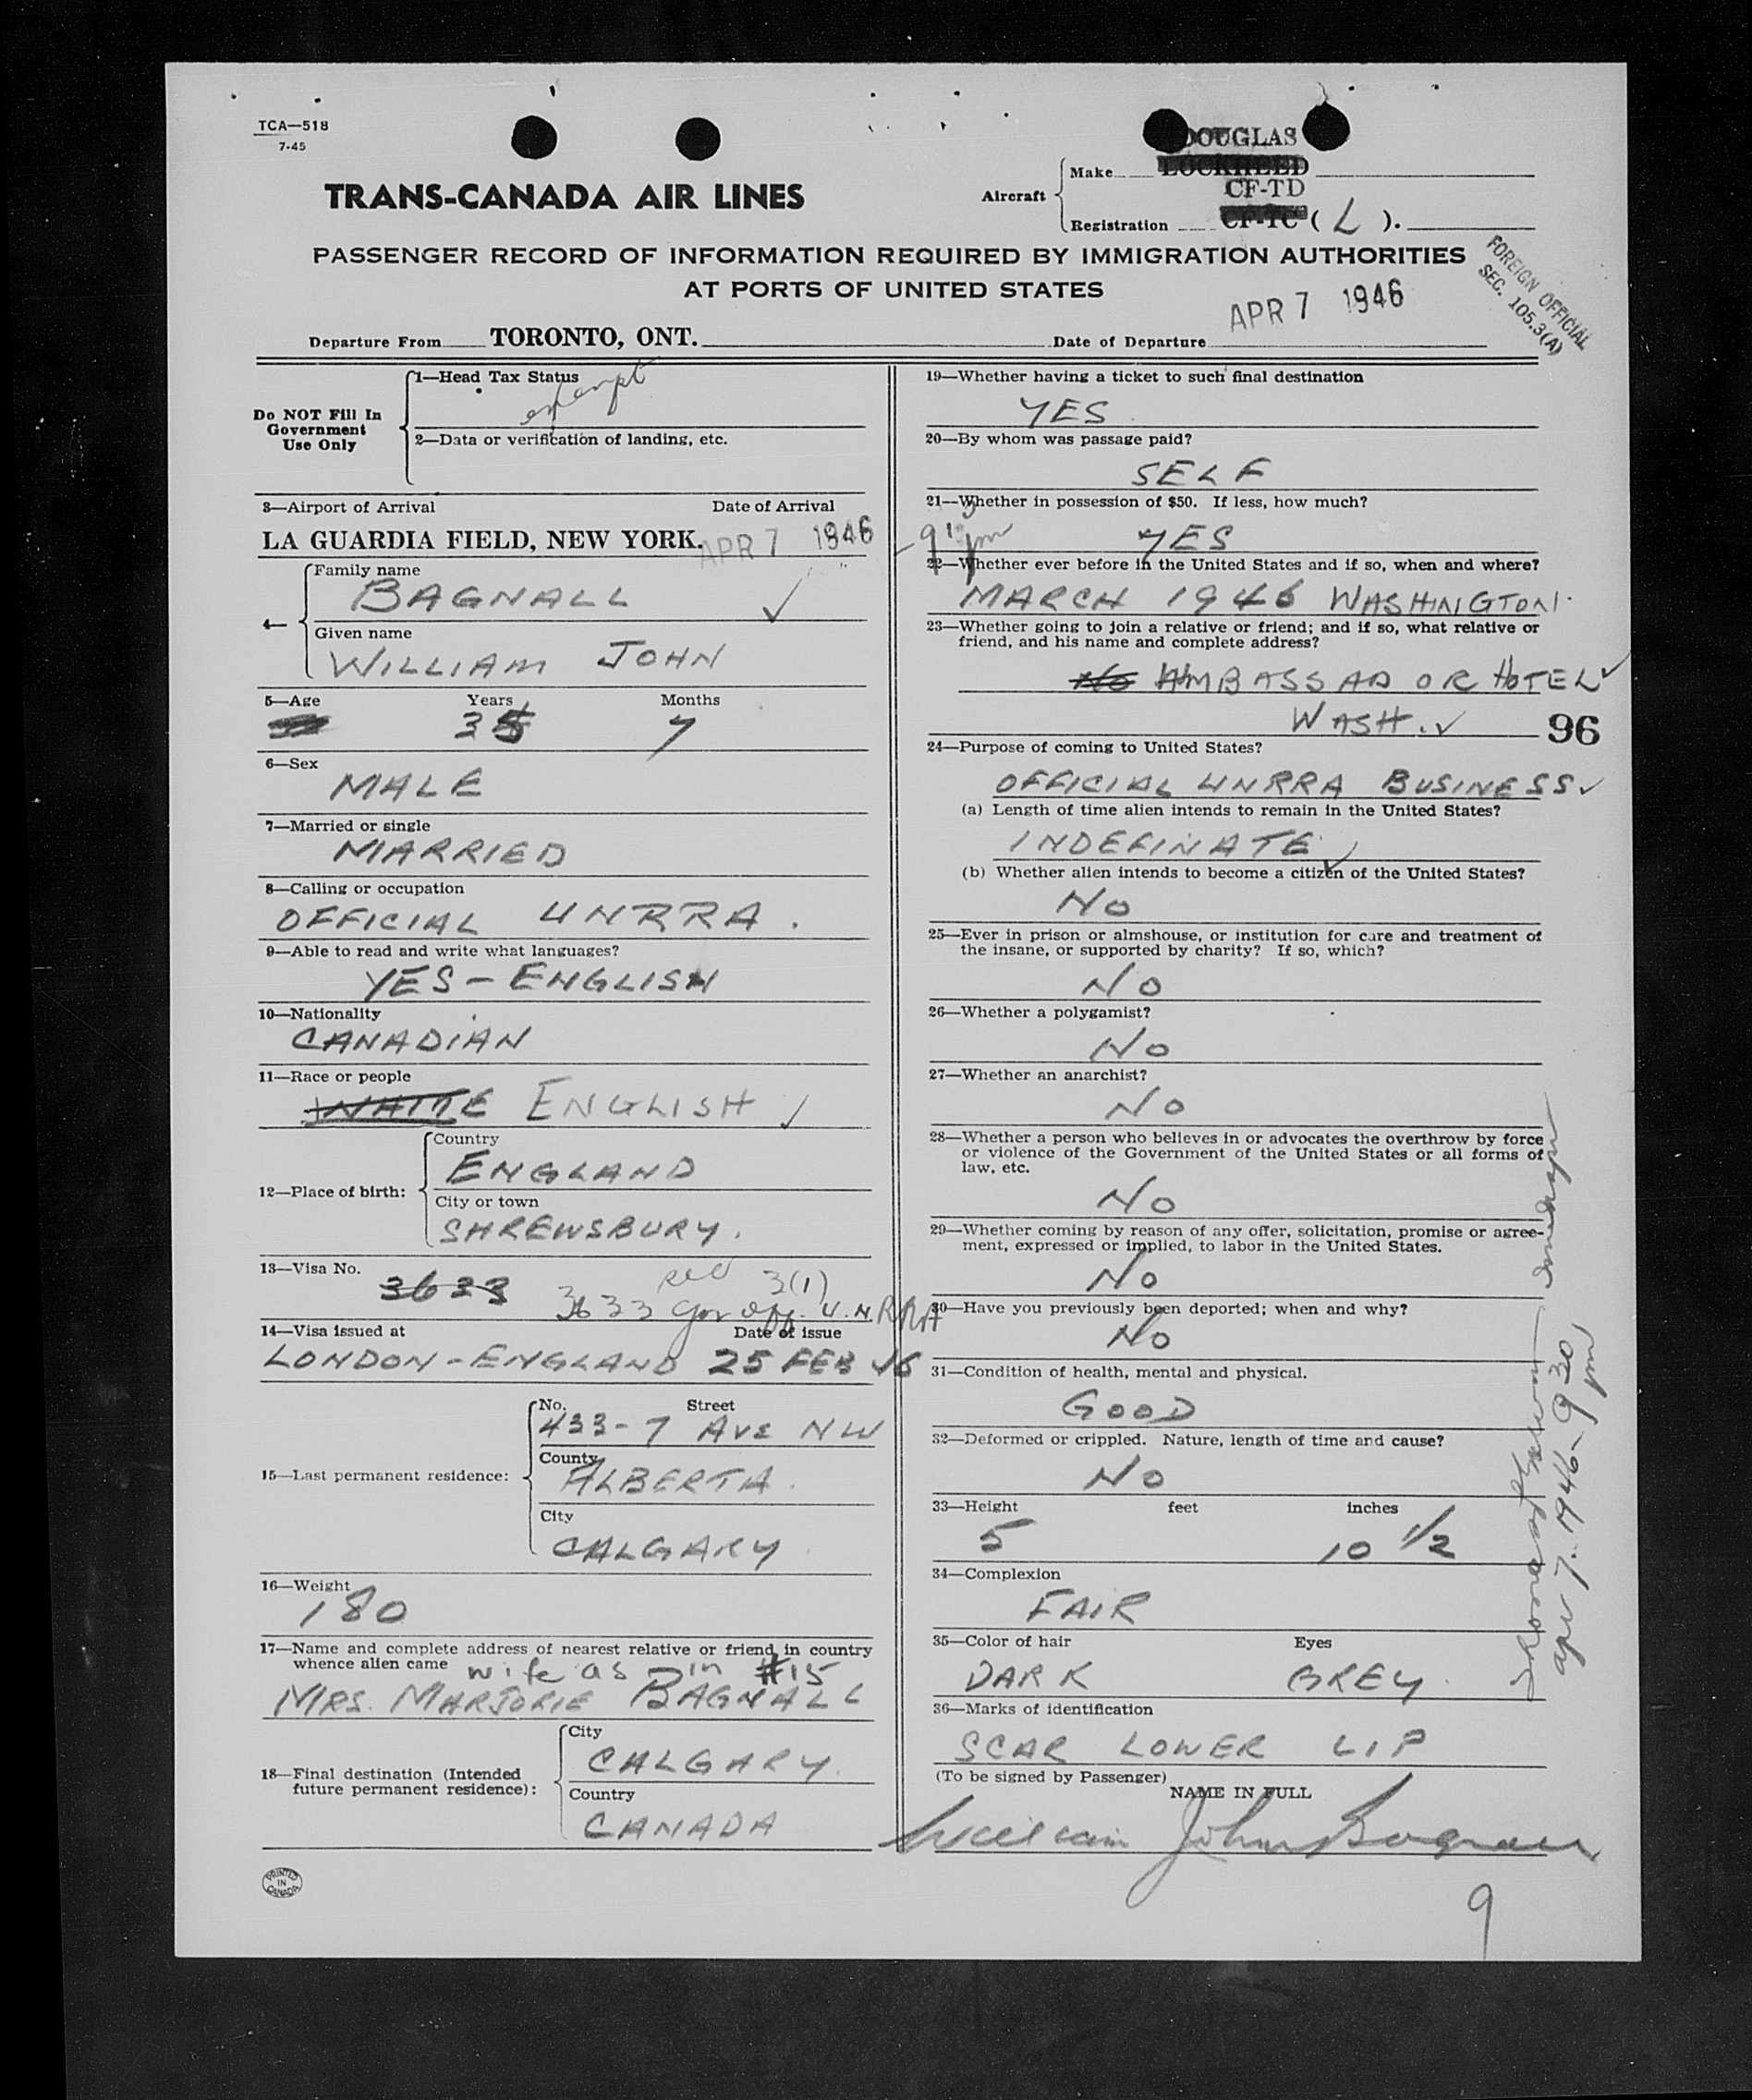 TCA—518
7-45
DOUGLAS
Make LOCKHEED
CF-TD
Aircraft
Registration CF-TC ( L ).
TRANS-CANADA AIR LINES
PASSENGER RECORD OF INFORMATION REQUIRED BY IMMIGRATION AUTHORITIES
AT PORTS OF UNITED STATES
FOREIGN OFFICIAL
SEC. 105.3(A)
APR 7 1946
Departure From TORONTO, ONT. Date of Departure
Do NOT Fill In
Government
Use Only
1—Head Tax Status
exempt
2—Data or verification of landing, etc.
3—Airport of Arrival Date of Arrival
LA GUARDIA FIELD, NEW YORK. APR 7 1946
4—
Family name
BAGNALL ✓
Given name
WILLIAM JOHN
5—Age Years Months
35 7
6—Sex
MALE
7—Married or single
MARRIED
8—Calling or occupation
OFFICIAL UNRRA.
9—Able to read and write what languages?
YES - ENGLISH
10—Nationality
CANADIAN
11—Race or people
WHITE ENGLISH ✓
12—Place of birth:
Country
ENGLAND
City or town
SHREWSBURY.
13—Visa No.
3633 3(1)
3633 Gov off. U.N.RRA
14—Visa issued at Date of issue
LONDON - ENGLAND 25 FEB 46
15—Last permanent residence:
No. Street
433-7 AVE NW
County
ALBERTA.
City
CALGARY
16—Weight
180
17—Name and complete address of nearest relative or friend in country
whence alien came wife as in #15
MRS. MARJORIE BAGNALL
18—Final destination (Intended
future permanent residence):
City
CALGARY.
Country
CANADA
PRINTED
IN
CANADA
19—Whether having a ticket to such final destination
YES
20—By whom was passage paid?
SELF
21—Whether in possession of $50. If less, how much?
YES
22—Whether ever before in the United States and if so, when and where?
MARCH 1946 WASHINGTON.
23—Whether going to join a relative or friend; and if so, what relative or
friend, and his name and complete address?
No AMBASSADOR HOTEL ✓
WASH. ✓ 96
24—Purpose of coming to United States?
OFFICIAL UNRRA BUSINESS ✓
(a) Length of time alien intends to remain in the United States?
INDEFINATE ✓
(b) Whether alien intends to become a citizen of the United States?
No
25—Ever in prison or almshouse, or institution for care and treatment of
the insane, or supported by charity? If so, which?
No
26—Whether a polygamist?
No
27—Whether an anarchist?
No
28—Whether a person who believes in or advocates the overthrow by force
or violence of the Government of the United States or all forms of
law, etc.
No
29—Whether coming by reason of any offer, solicitation, promise or agree-
ment, expressed or implied, to labor in the United States.
No
30—Have you previously been deported; when and why?
No
31—Condition of health, mental and physical.
GOOD
32—Deformed or crippled. Nature, length of time and cause?
No
33—Height feet inches
5 10 1/2
34—Complexion
FAIR
35—Color of hair Eyes
DARK GREY.
36—Marks of identification
SCAR LOWER LIP
(To be signed by Passenger)
NAME IN FULL
William John Bagnall
9
Apr 7. 1946 - 9 30 pm